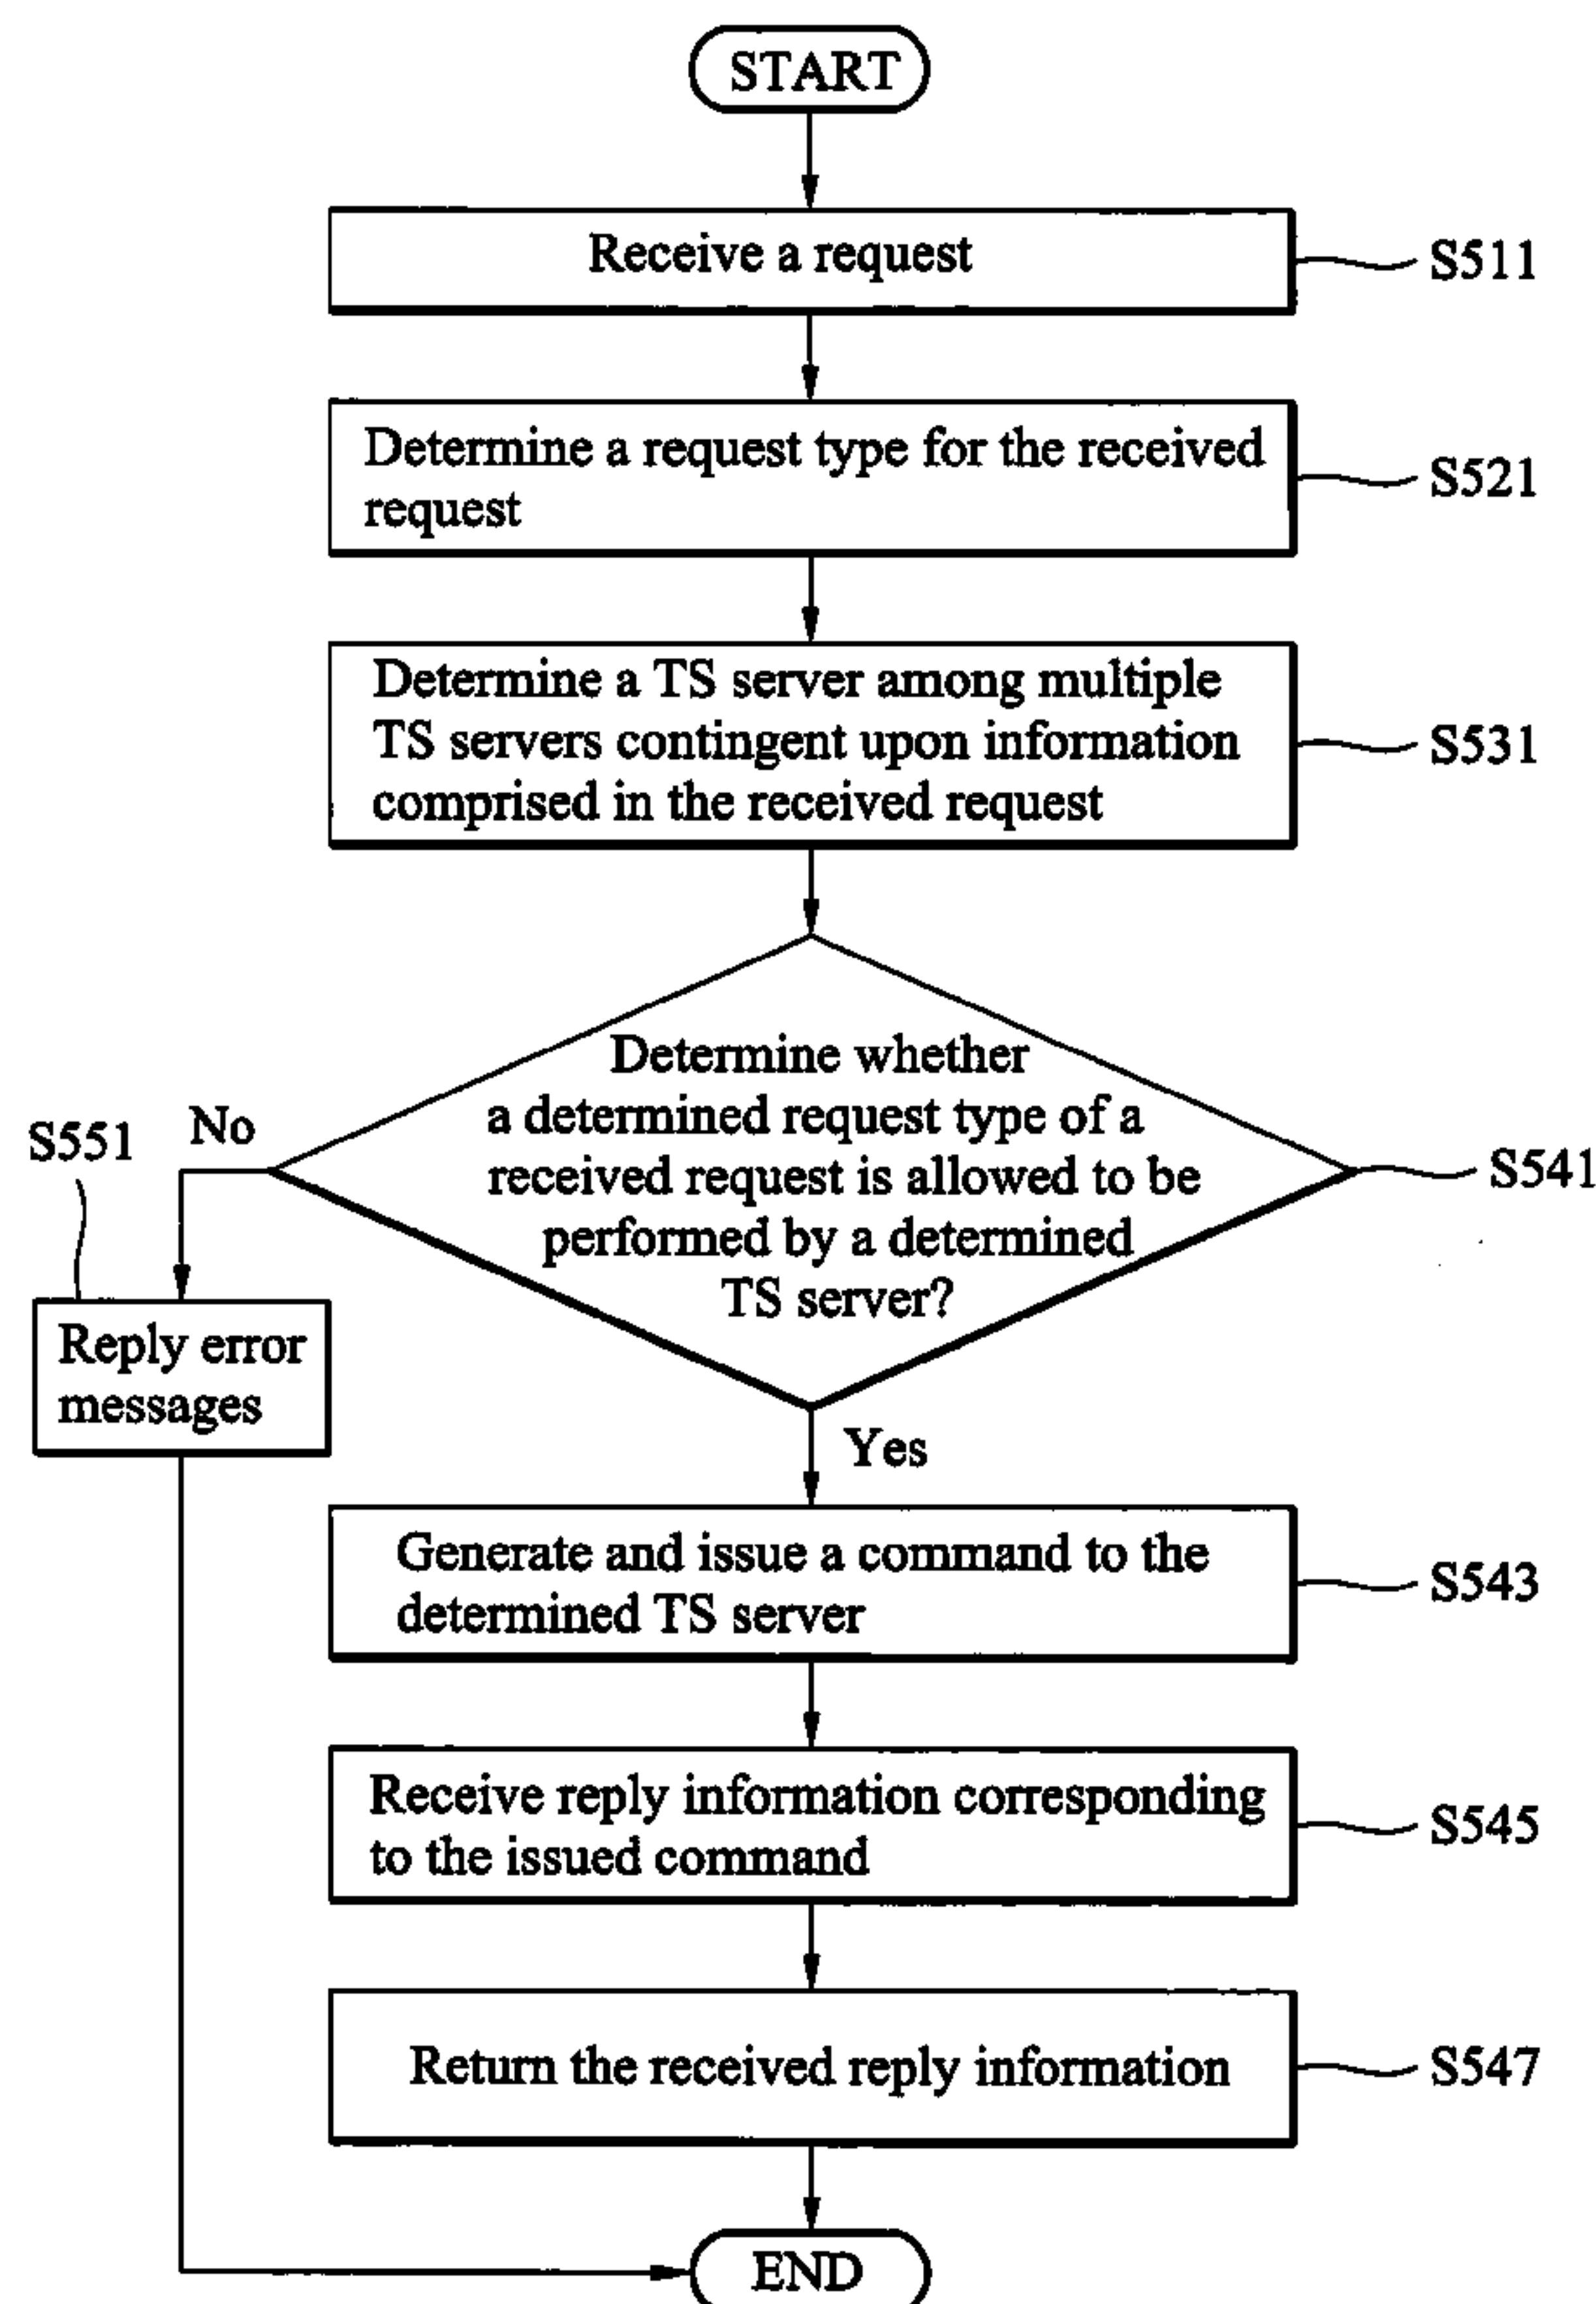 START
Receive a request
S511
Determine a request type for the received
request
S521
Determine a TS server among multiple
TS servers contingent upon information
comprised in the received request
S531
Determine whether
a determined request type of a
received request is allowed to be
performed by a determined
TS server?
S541
No
S551
Reply error
messages
Yes
Generate and issue a command to the
determined TS server
S543
Receive reply information corresponding
to the issued command
S545
Return the received reply information
S547
END